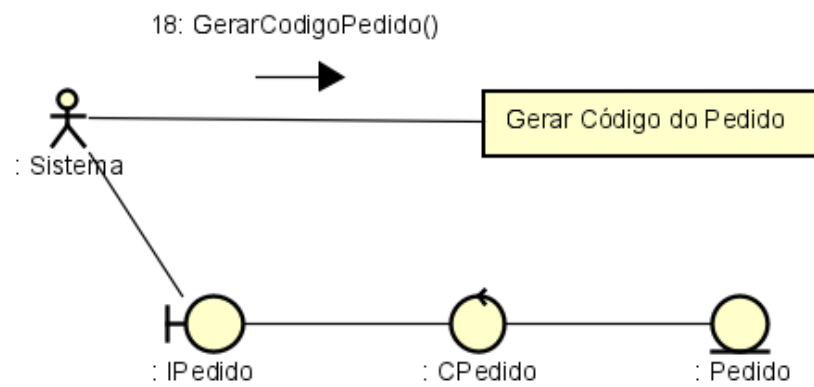 18: GerarCodigoPedido()
Gerar Código do Pedido
: Sistema
: IPedido
: CPedido
: Pedido